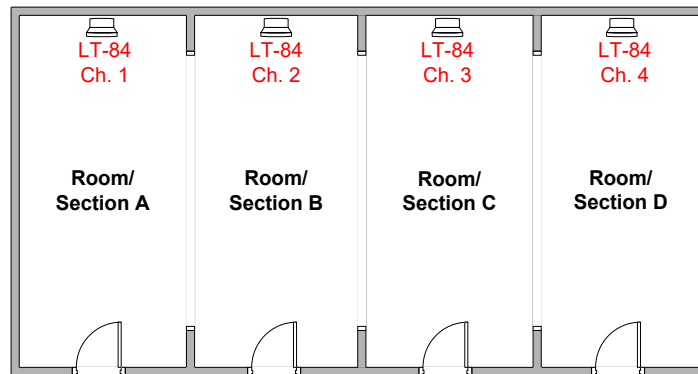 LT-84
Ch. 1
LT-84
Ch. 2
LT-84
Ch. 3
LT-84
Ch. 4
Room/
Section A
Room/
Section B
Room/
Section C
Room/
Section D